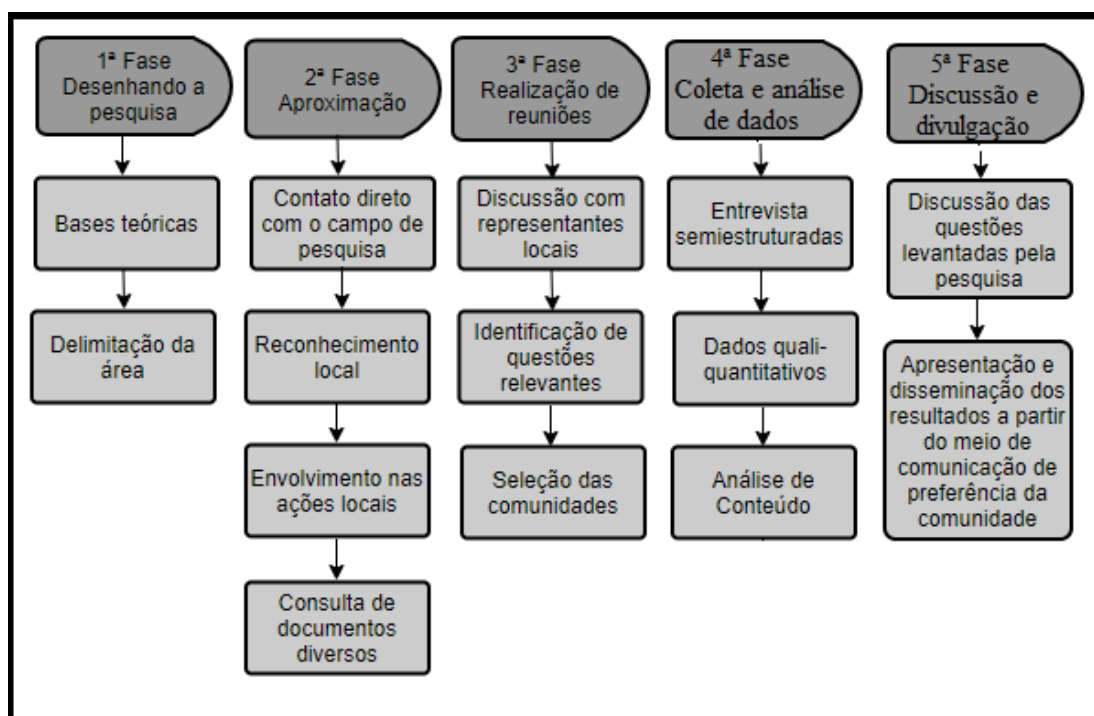 1ª Fase
Desenhando a
pesquisa
Bases teóricas
Delimitação da
área
2ª Fase
Aproximação
Contato direto
com o campo de
pesquisa
Reconhecimento
local
Envolvimento nas
ações locais
Consulta de
documentos
diversos
3ª Fase
Realização de
reuniões
Discussão com
representantes
locais
Identificação de
questões
relevantes
Seleção das
comunidades
4ª Fase
Coleta e análise
de dados
Entrevista
semiestruturadas
Dados quali-
quantitativos
Análise de
Conteúdo
5ª Fase
Discussão e
divulgação
Discussão das
questões
levantadas pela
pesquisa
Apresentação e
disseminação dos
resultados a partir
do meio de
comunicação de
preferência da
comunidade